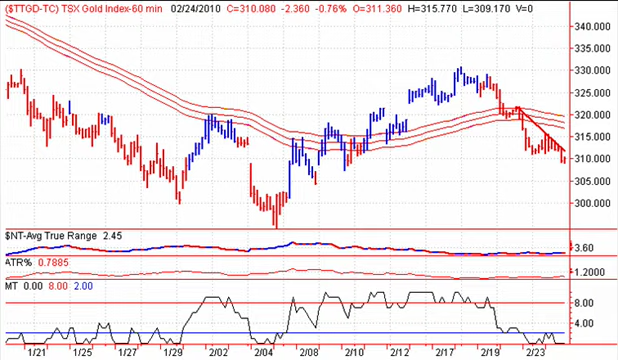 ($TTGD-TC) TSX Gold Index-60 min 02/24/2010 C=310.080 -2.360 -0.76% O=311.360 H=315.770 L=309.170 V=0
340.000
335.000
330.000
325.000
320.000
315.000
310.000
305.000
300.000
$NT-Avg True Range 2.45
3.60
ATR% 0.7885
1.2000
MT 0.00 8.00 2.00
8.00
4.00
1/21 1/25 1/27 1/29 2/02 2/04 2/08 2/10 2/12 2/17 2/19 2/23